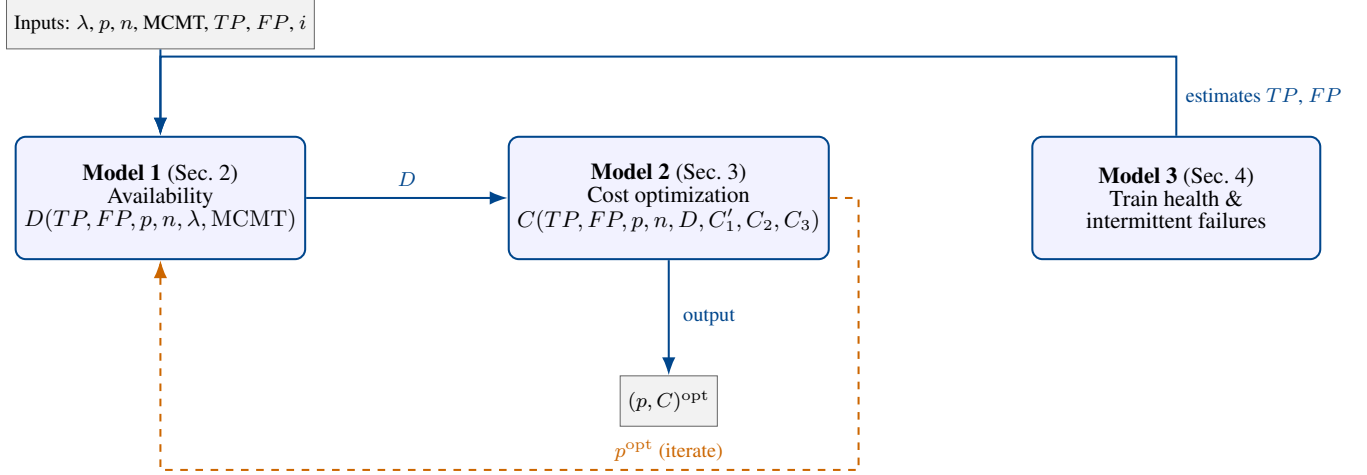 Inputs: λ, p, n, MCMT, TP, FP, i
estimates TP, FP
Model 1 (Sec. 2)
Availability
D(TP, FP, p, n, λ, MCMT)
D
Model 2 (Sec. 3)
Cost optimization
C(TP, FP, p, n, D, C′₁, C₂, C₃)
Model 3 (Sec. 4)
Train health &
intermittent failures
output
(p, C)ᵒᵖᵗ
pᵒᵖᵗ (iterate)